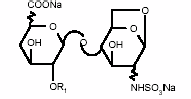 COONa
O O
OH O OH
OR₁ NHSO₃Na